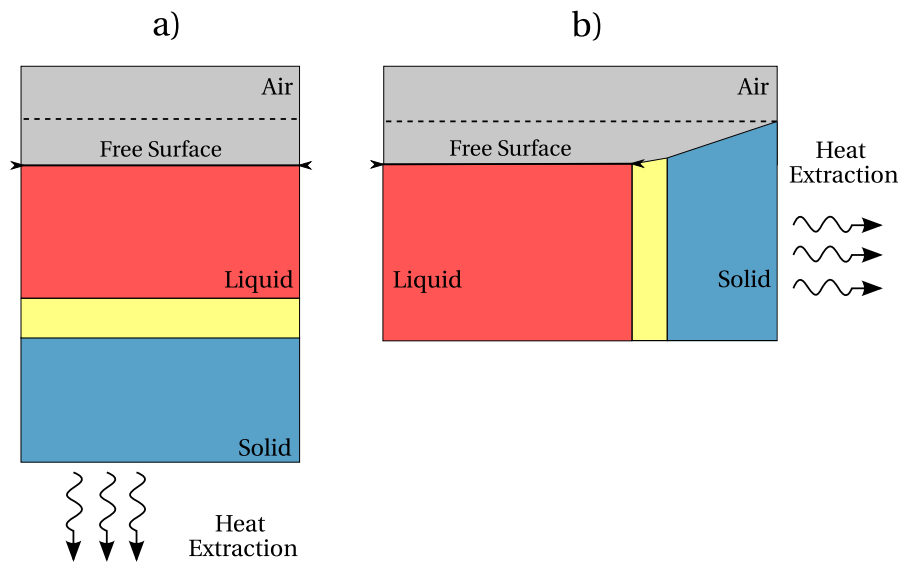 a)
Air
Free Surface
Liquid
Solid
Heat
Extraction
b)
Air
Free Surface
Liquid
Solid
Heat
Extraction